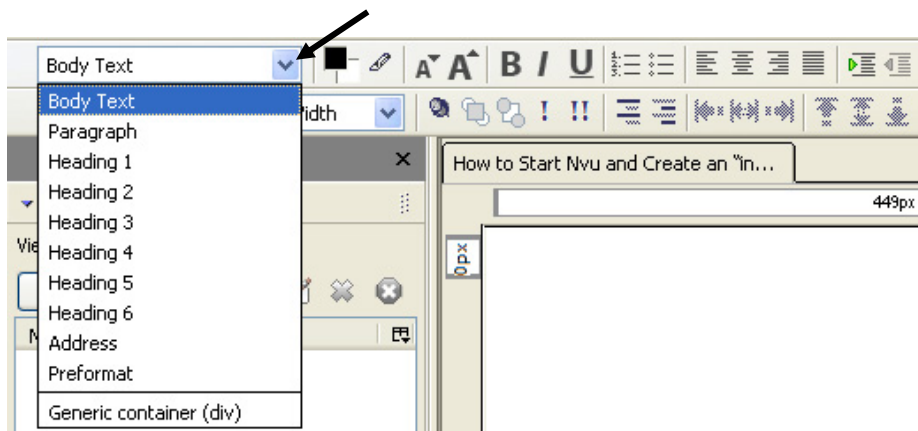 Body Text
A A B I U
Body Text
idth
! !!
Paragraph
Heading 1
How to Start Nvu and Create an "in...
Heading 2
449px
Heading 3
Vie
Heading 4
0px
Heading 5
Heading 6
N
Address
Preformat
Generic container (div)